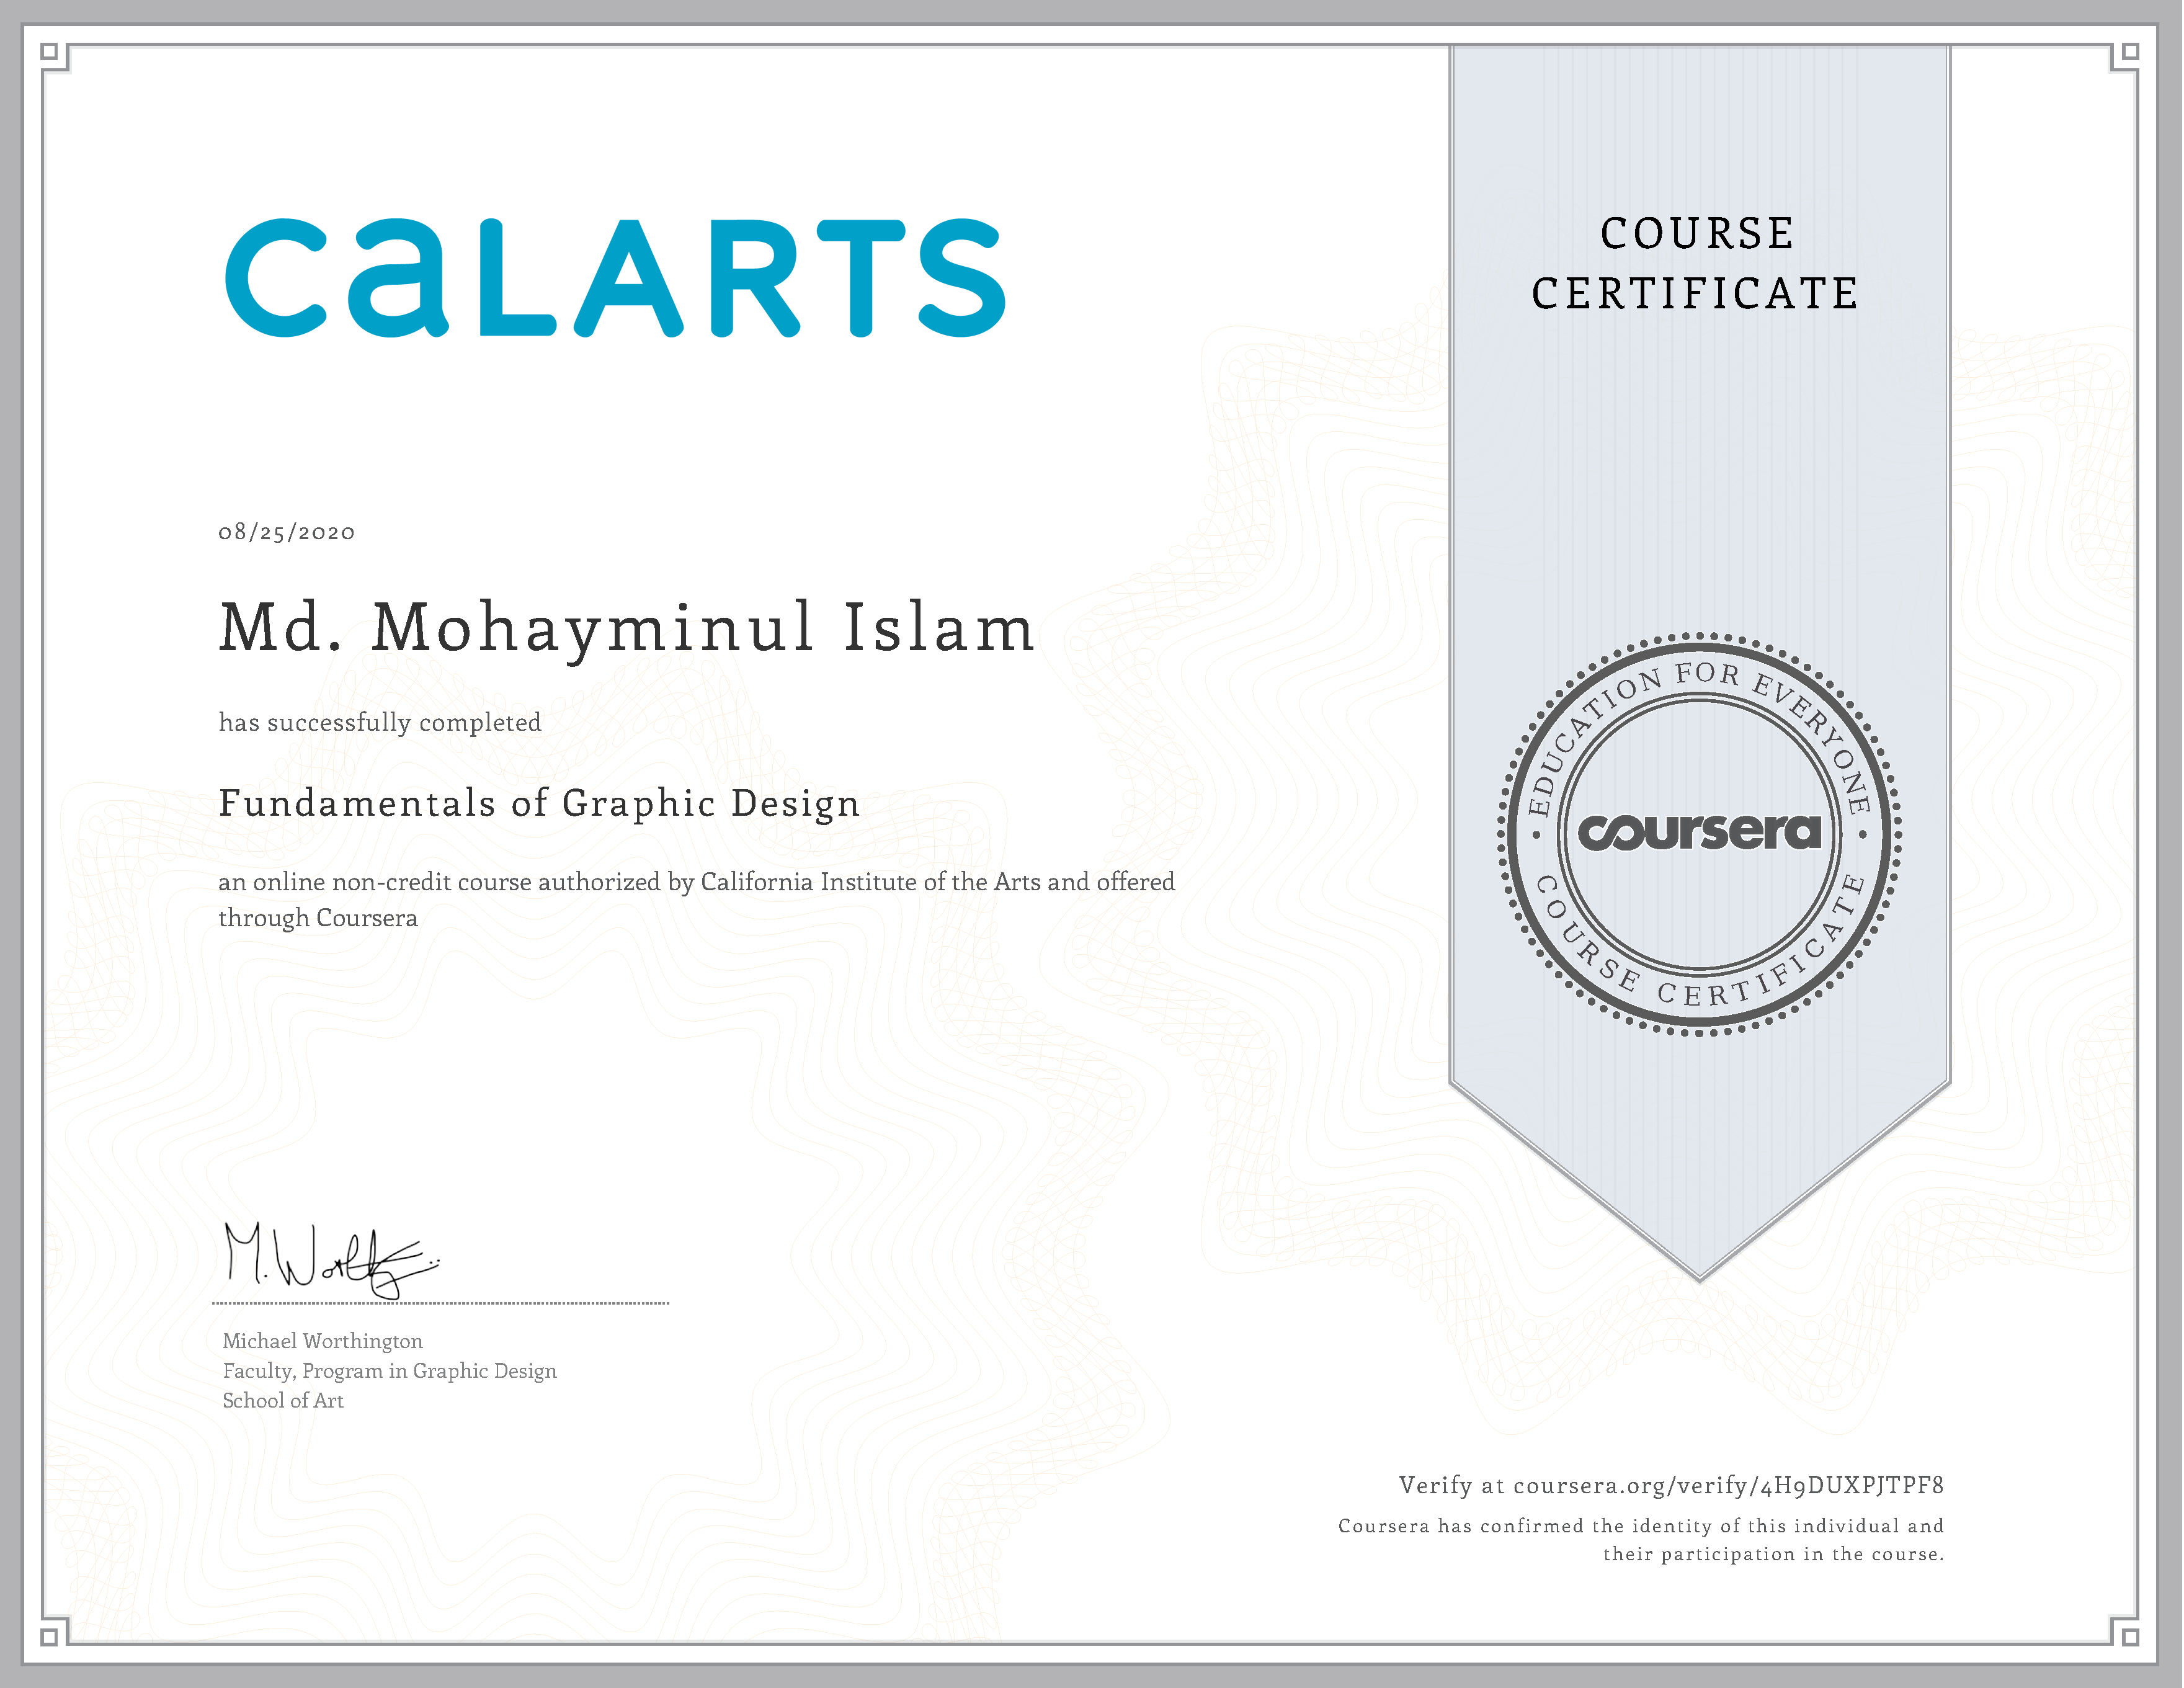 CaLARTS
COURSE
CERTIFICATE
08/25/2020
Md. Mohayminul Islam
has successfully completed
Fundamentals of Graphic Design
an online non-credit course authorized by California Institute of the Arts and offered
through Coursera
EDUCATION FOR EVERYONE
coursera
COURSE CERTIFICATE
Michael Worthington
Faculty, Program in Graphic Design
School of Art
Verify at coursera.org/verify/4H9DUXPJTPF8
Coursera has confirmed the identity of this individual and
their participation in the course.